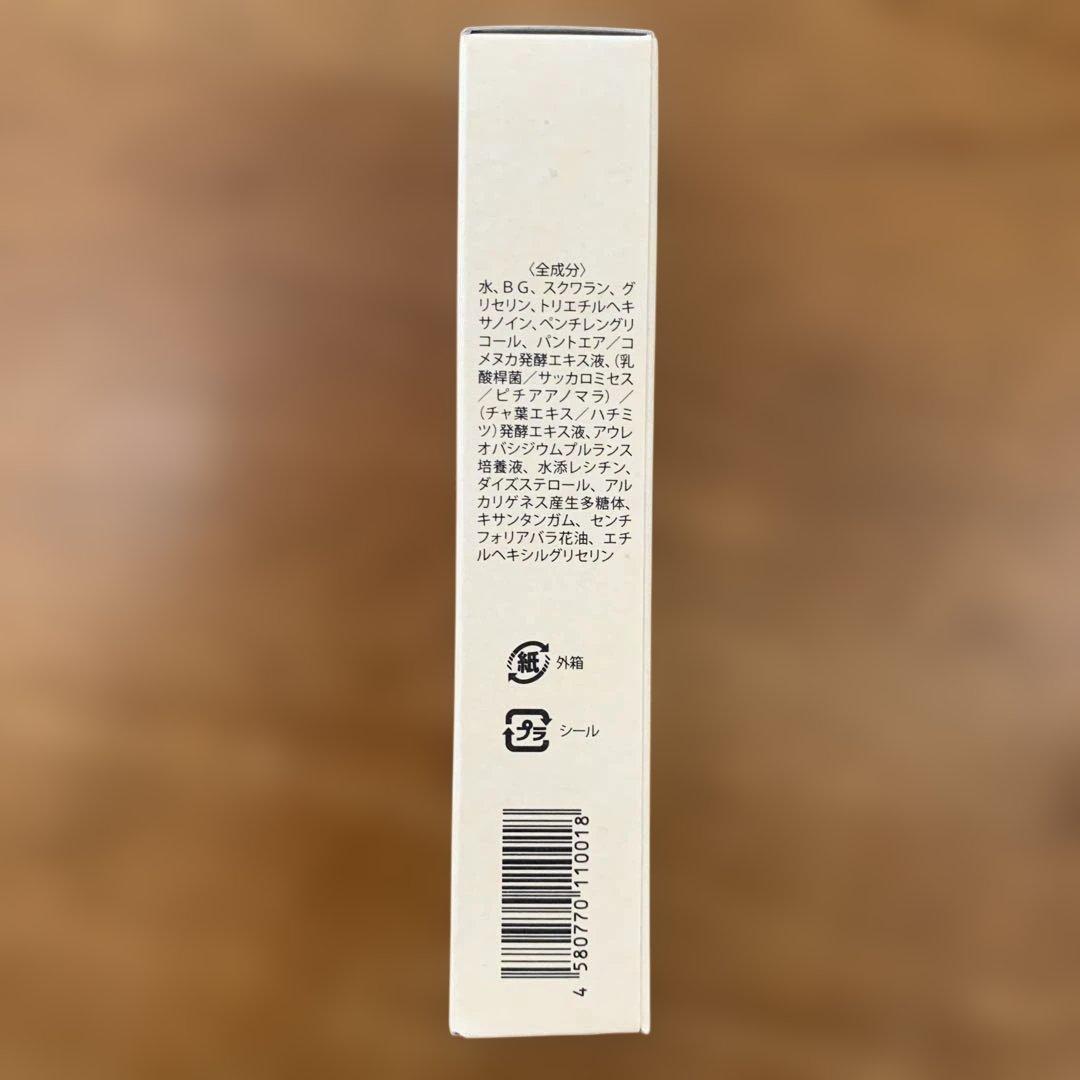 〈全成分〉
水、BG、スクワラン、グ
リセリン、トリエチルヘキ
サノイン、ペンチレングリ
コール、パントエア／コ
メヌカ発酵エキス液、（乳
酸桿菌／サッカロミセス
／ピチアアノマラ）／
（チャ葉エキス／ハチミ
ツ）発酵エキス液、アウレ
オバシジウムプルランス
培養液、水添レシチン、
ダイズステロール、アル
カリゲネス産生多糖体、
キサンタンガム、センチ
フォリアバラ花油、エチ
ルヘキシルグリセリン
紙 外箱
プラ シール
4 580770 110018